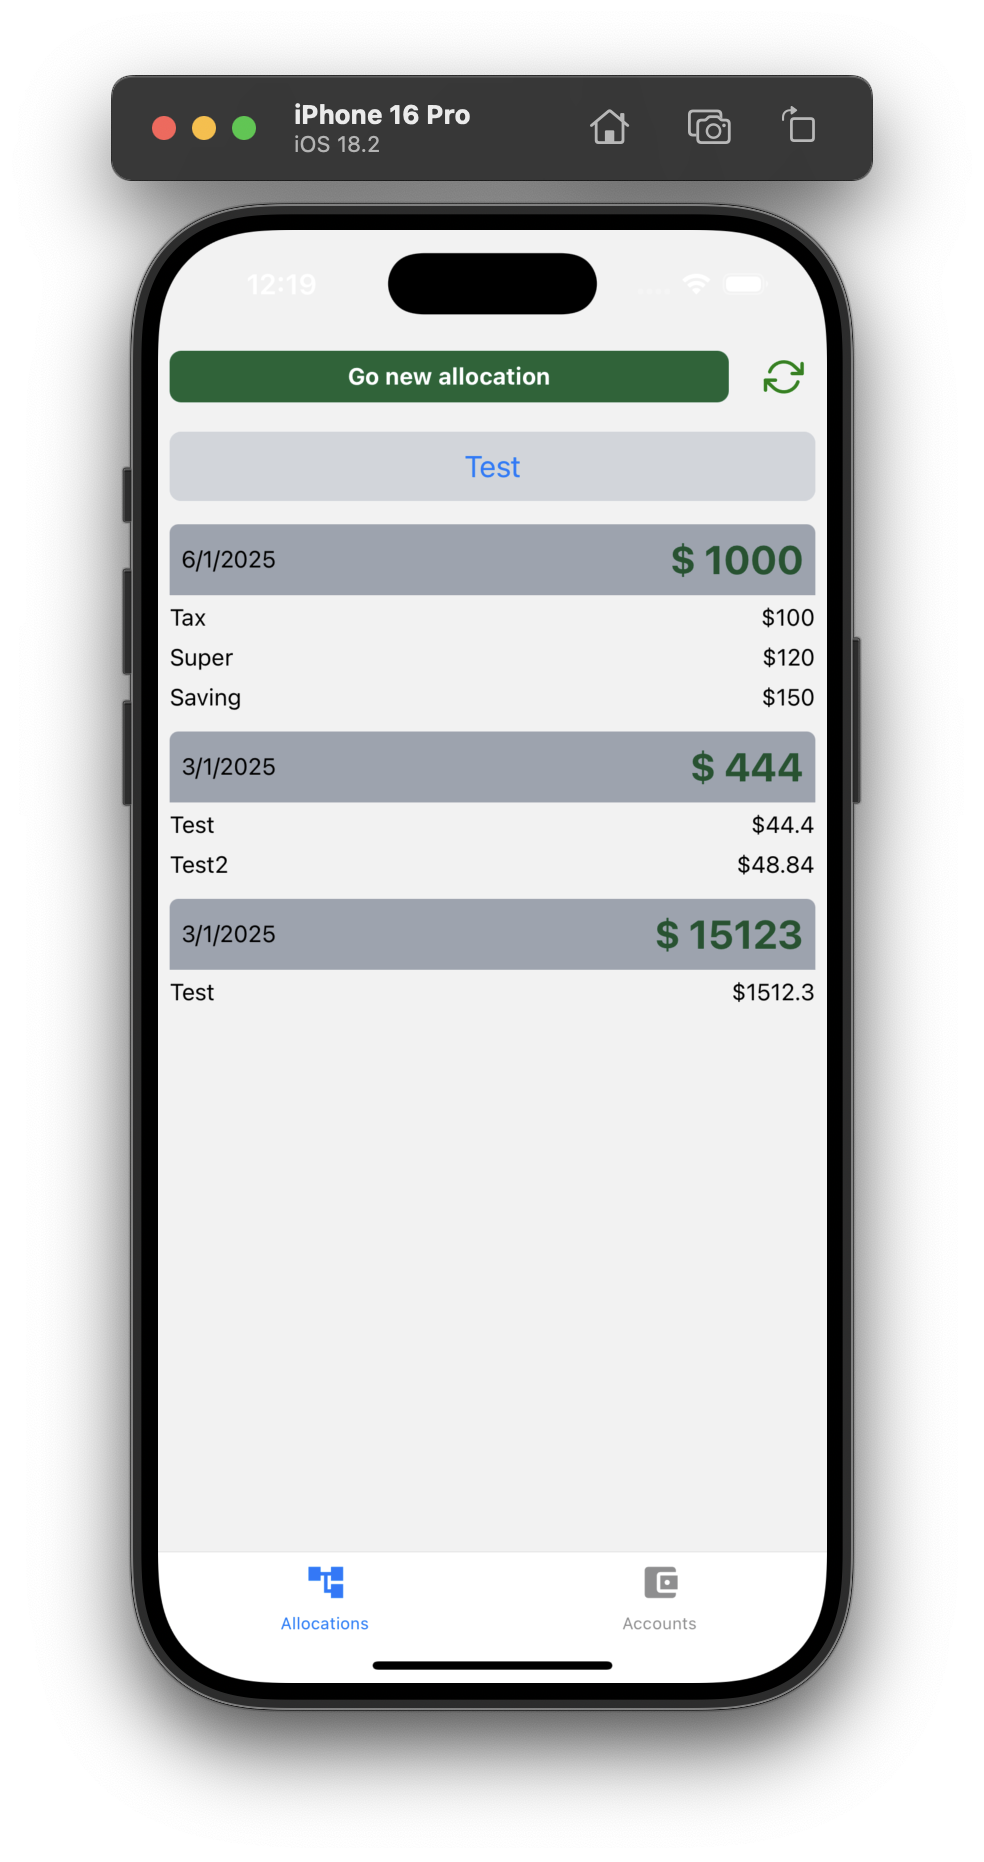 iPhone 16 Pro
iOS 18.2
12:19
Go new allocation
Test
6/1/2025 $ 1000
Tax $100
Super $120
Saving $150
3/1/2025 $ 444
Test $44.4
Test2 $48.84
3/1/2025 $ 15123
Test $1512.3
Allocations Accounts